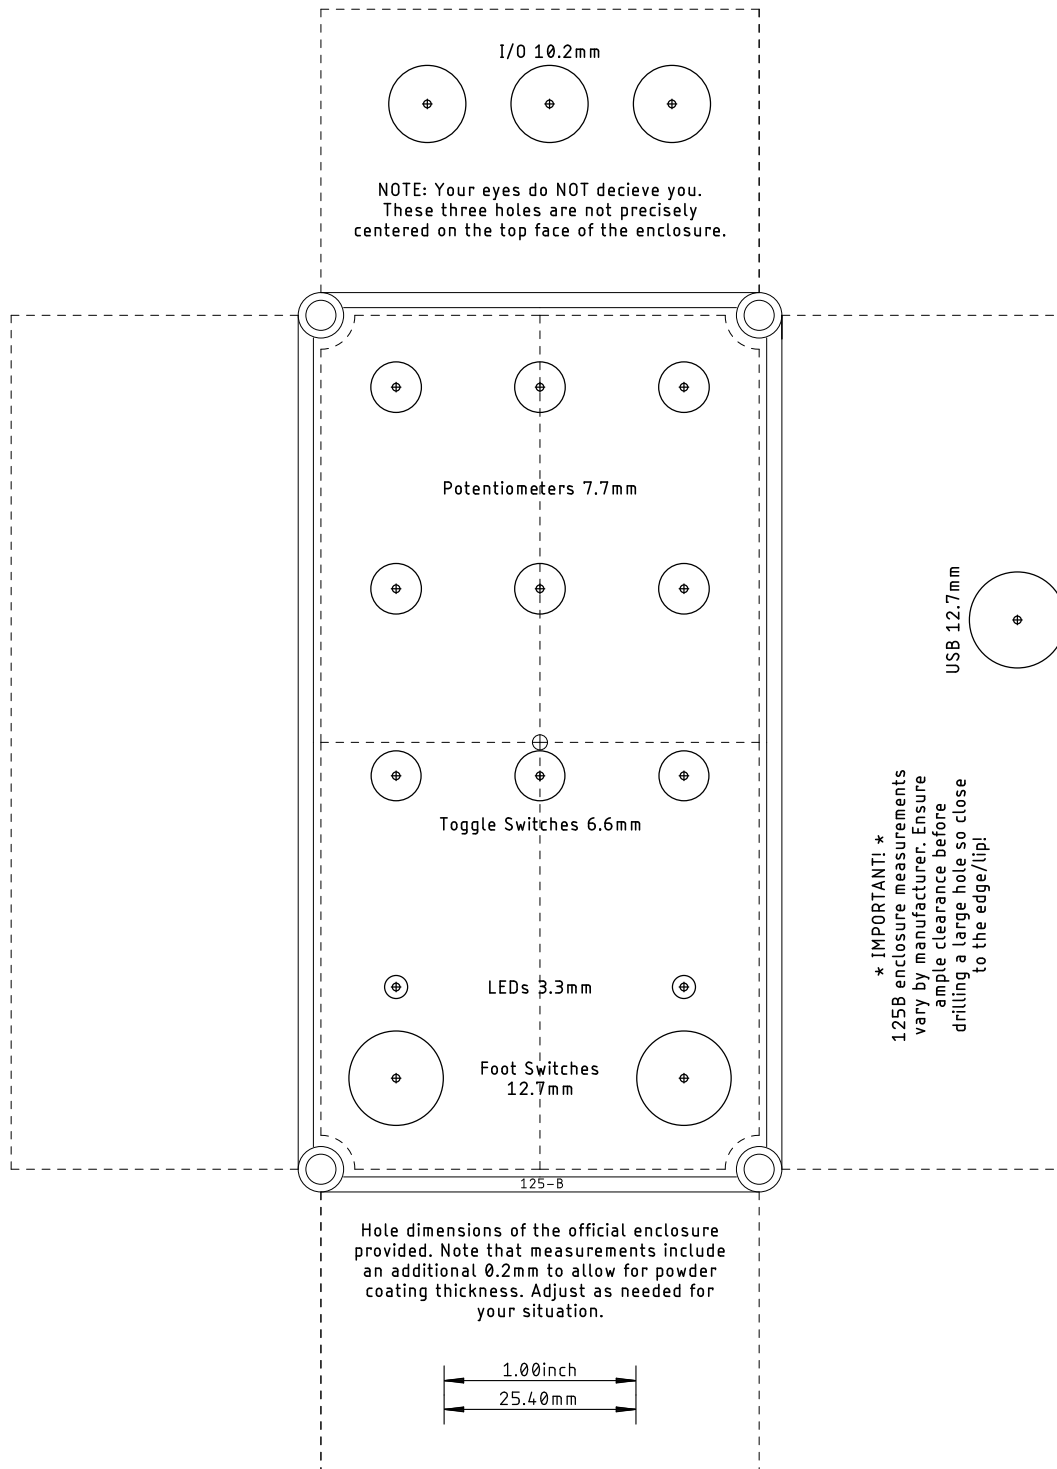 I/O 10.2mm
NOTE: Your eyes do NOT decieve you.
These three holes are not precisely
centered on the top face of the enclosure.
Potentiometers 7.7mm
USB 12.7mm
Toggle Switches 6.6mm
* IMPORTANT! *
125B enclosure measurements
vary by manufacturer. Ensure
ample clearance before
drilling a large hole so close
to the edge/lip!
LEDs 3.3mm
Foot Switches
12.7mm
125-B
Hole dimensions of the official enclosure
provided. Note that measurements include
an additional 0.2mm to allow for powder
coating thickness. Adjust as needed for
your situation.
1.00inch
25.40mm